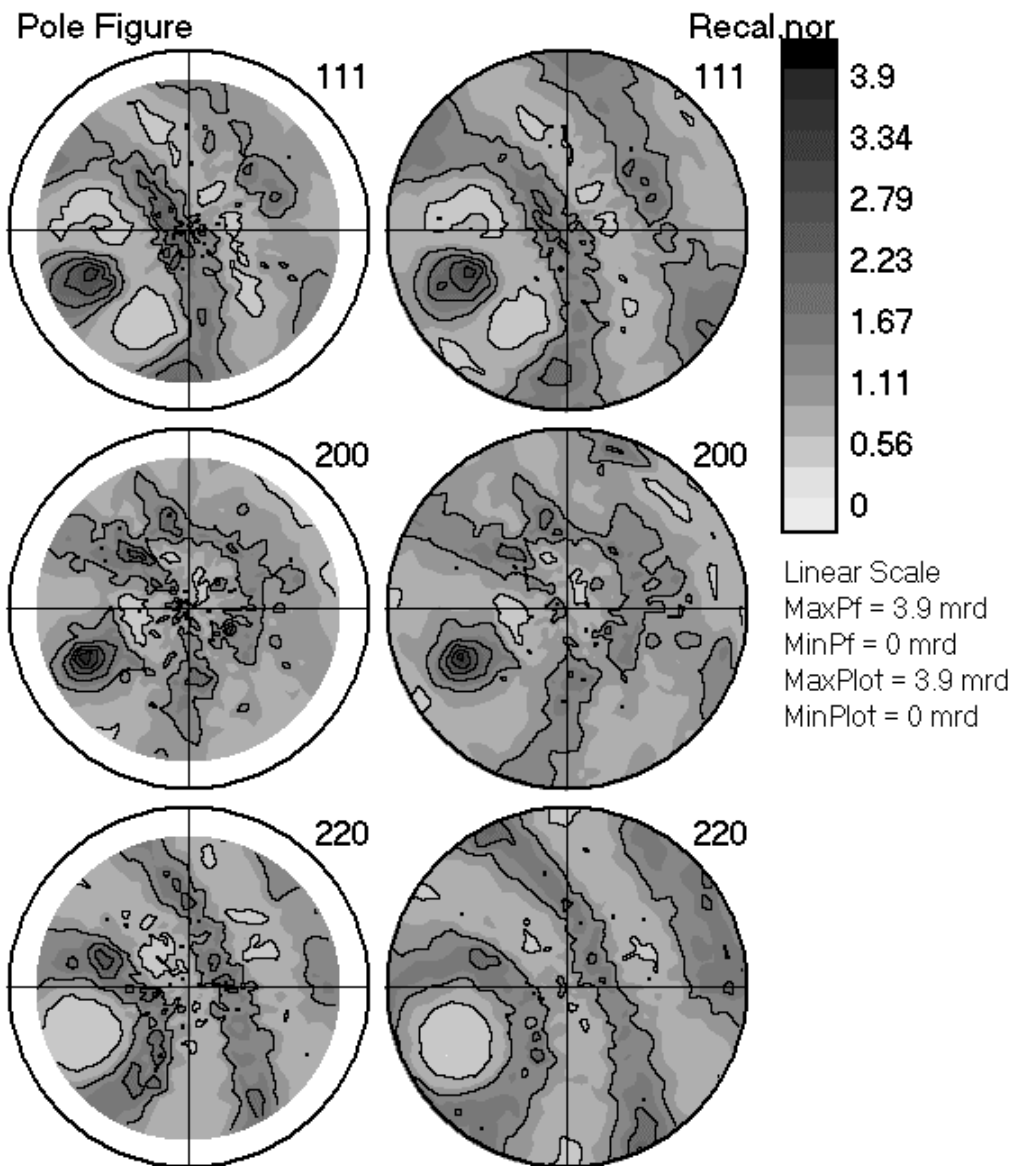 Pole Figure
Recal.nor
111
111
3.9
3.34
2.79
2.23
1.67
1.11
0.56
0
200
200
Linear Scale
MaxPf = 3.9 mrd
MinPf = 0 mrd
MaxPlot = 3.9 mrd
MinPlot = 0 mrd
220
220